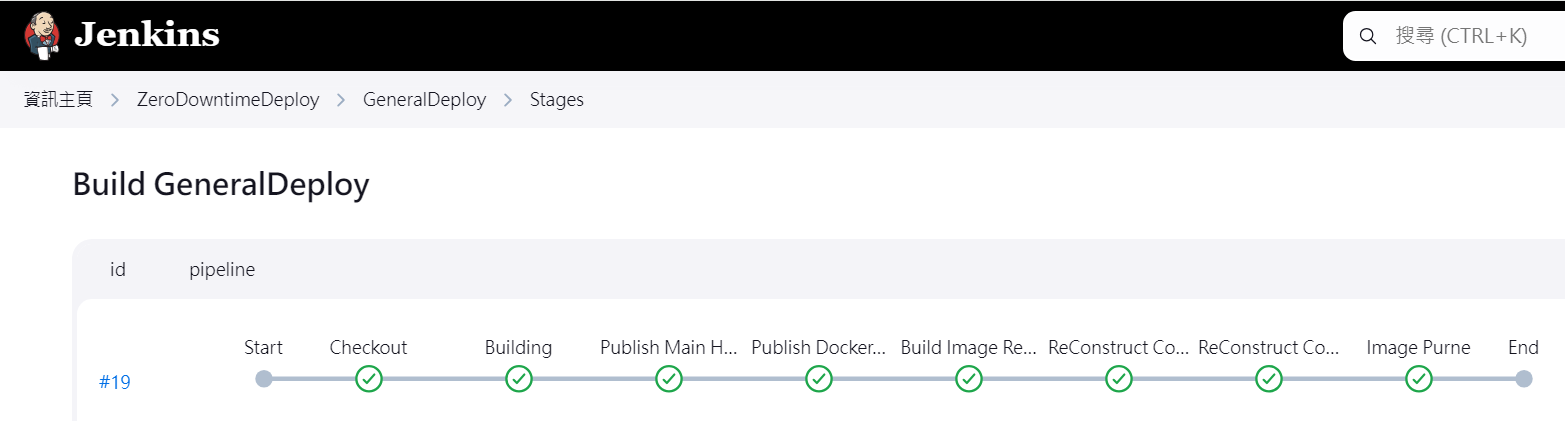 Jenkins
搜尋 (CTRL+K)
資訊主頁 > ZeroDowntimeDeploy > GeneralDeploy > Stages
Build GeneralDeploy
id pipeline
Start Checkout Building Publish Main H... Publish Docker... Build Image Re... ReConstruct Co... ReConstruct Co... Image Purne End
#19